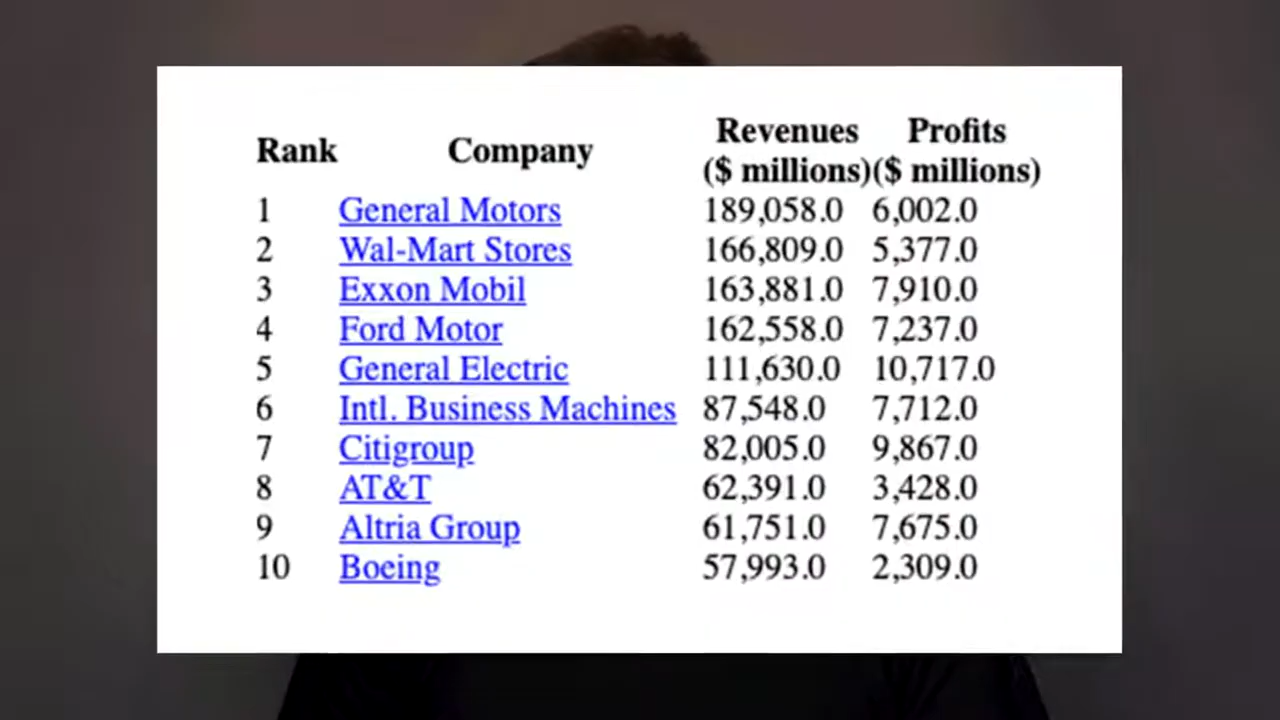 Rank Company Revenues ($ millions) Profits ($ millions)
1 General Motors 189,058.0 6,002.0
2 Wal-Mart Stores 166,809.0 5,377.0
3 Exxon Mobil 163,881.0 7,910.0
4 Ford Motor 162,558.0 7,237.0
5 General Electric 111,630.0 10,717.0
6 Intl. Business Machines 87,548.0 7,712.0
7 Citigroup 82,005.0 9,867.0
8 AT&T 62,391.0 3,428.0
9 Altria Group 61,751.0 7,675.0
10 Boeing 57,993.0 2,309.0